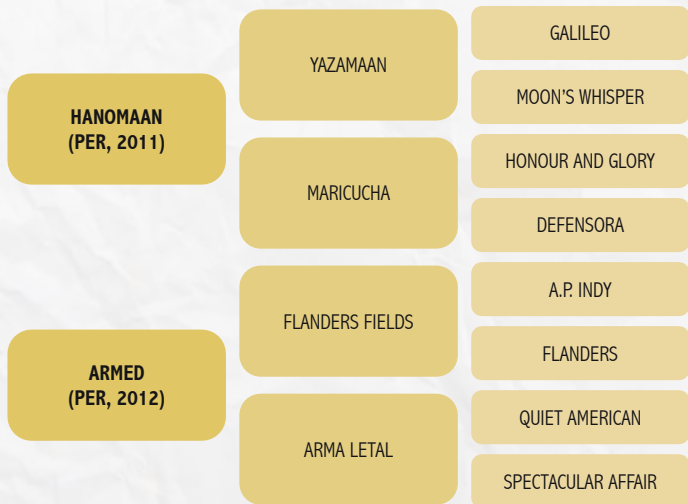 HANOMAAN
(PER, 2011)
ARMED
(PER, 2012)
YAZAMAAN
MARICUCHA
FLANDERS FIELDS
ARMA LETAL
GALILEO
MOON'S WHISPER
HONOUR AND GLORY
DEFENSORA
A.P. INDY
FLANDERS
QUIET AMERICAN
SPECTACULAR AFFAIR